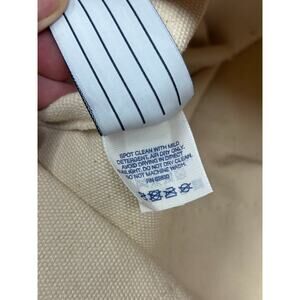 SPOT CLEAN WITH MILD
DETERGENT. AIR DRY ONLY.
AVOID DRYING IN DIRECT
SUNLIGHT. DO NOT DRY CLEAN.
DO NOT MACHINE WASH.